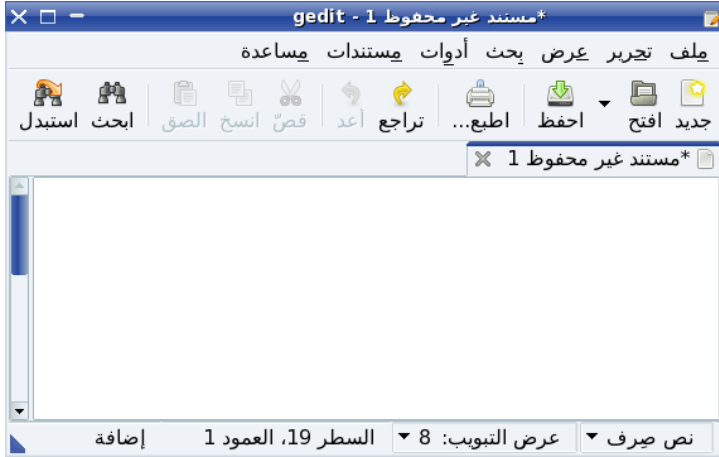 *مستند غير محفوظ 1 - gedit
ملف تحرير عرض بحث أدوات مستندات مساعدة
جديد افتح احفظ اطبع... تراجع أعد قصّ انسخ الصق ابحث استبدل
*مستند غير محفوظ 1
نص صِرف عرض التبويب: 8 السطر 19، العمود 1 إضافة